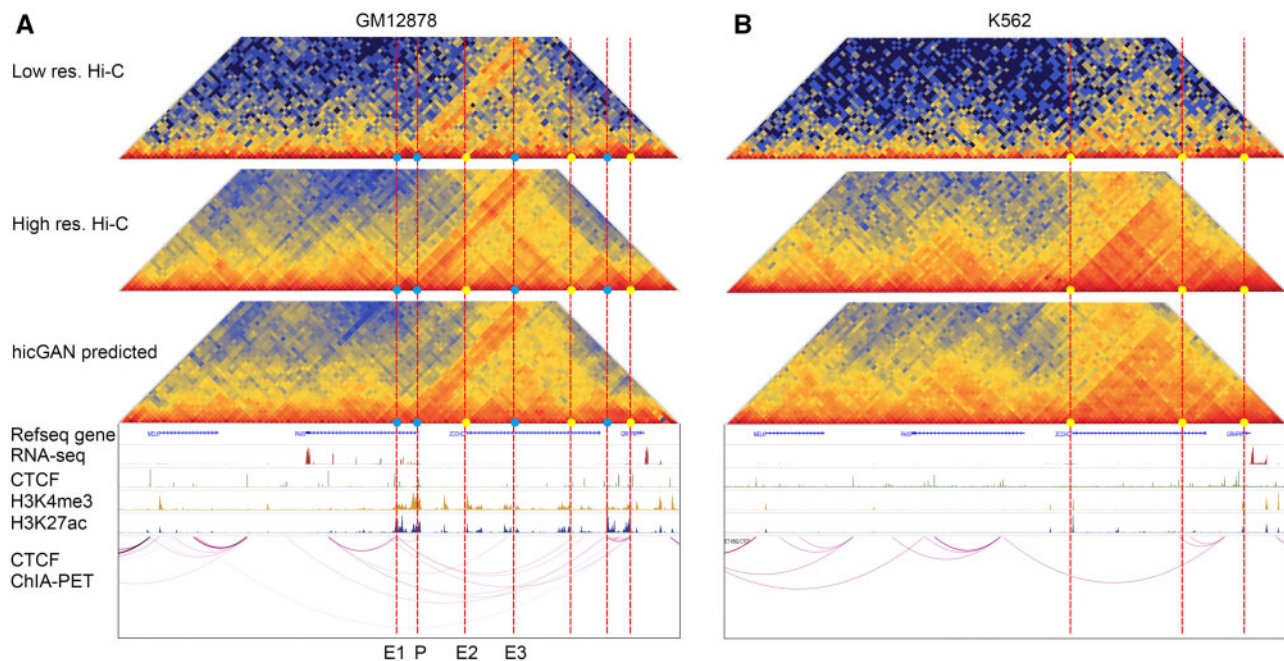 A
GM12878
B
K562
Low res. Hi-C
High res. Hi-C
hicGAN predicted
Refseq gene
RNA-seq
CTCF
H3K4me3
H3K27ac
CTCF
ChIA-PET
E1 P E2 E3